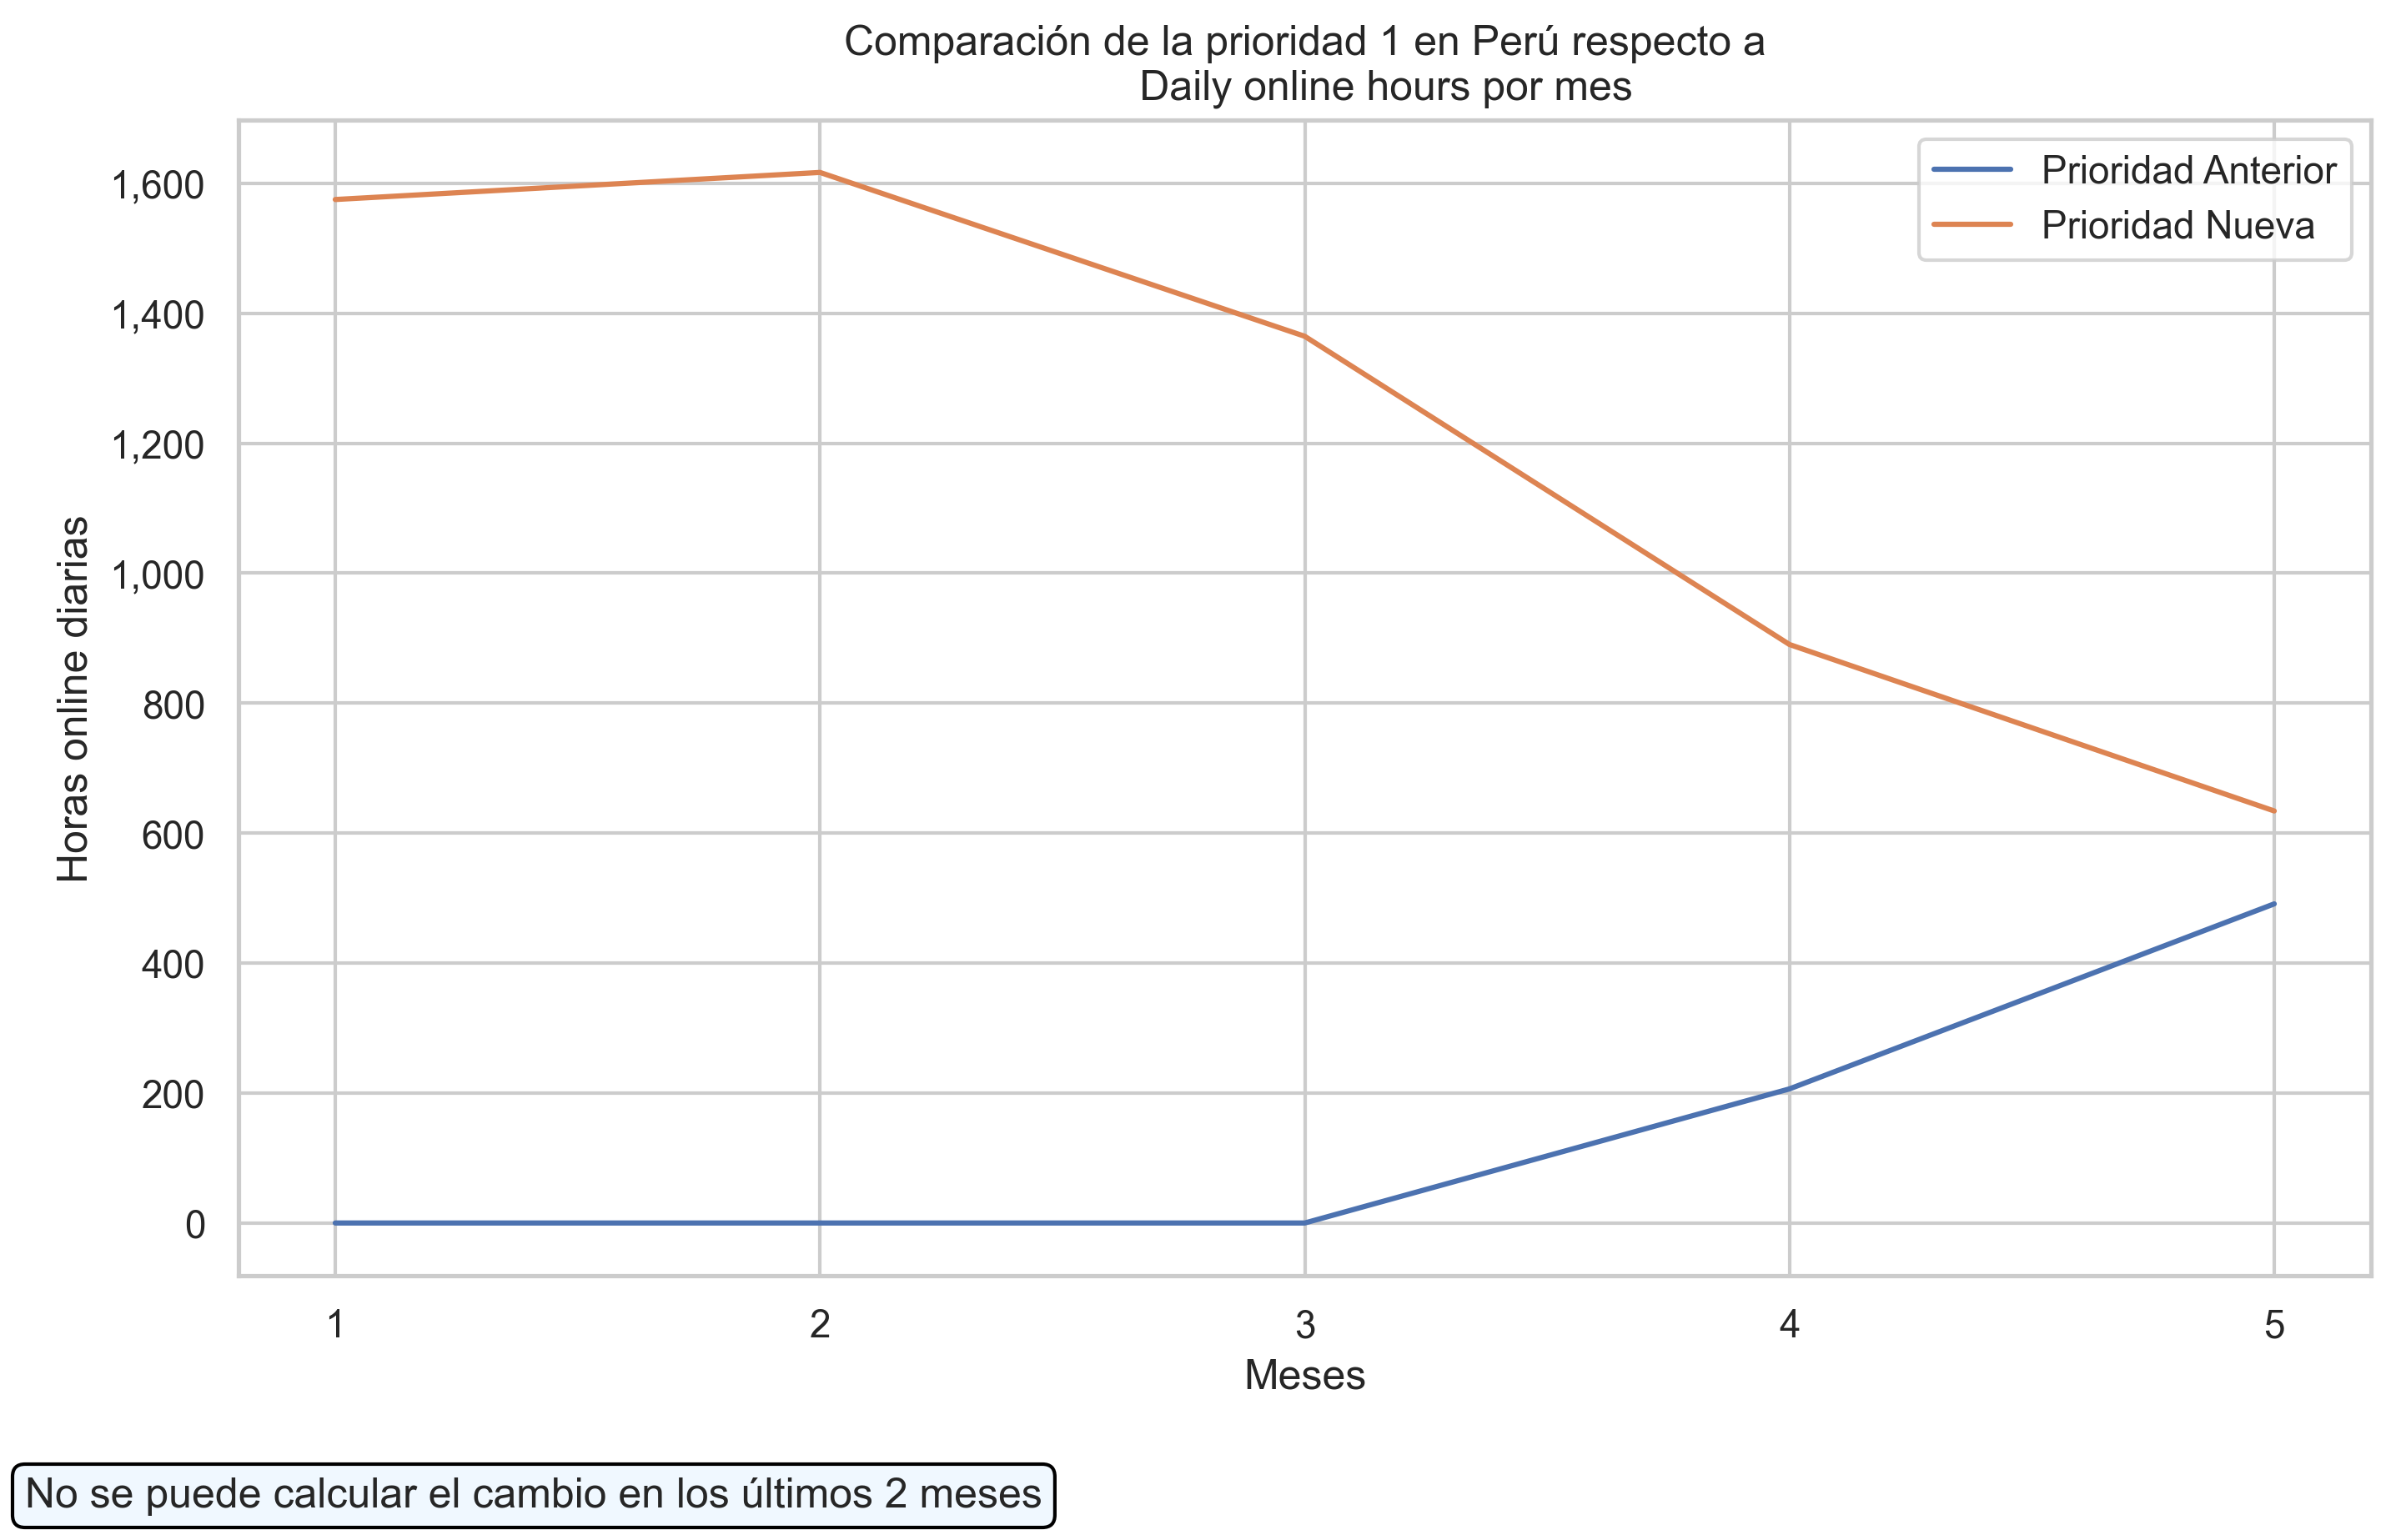 Comparación de la prioridad 1 en Perú respecto a
Daily online hours por mes
Prioridad Anterior
Prioridad Nueva
Horas online diarias
1,600
1,400
1,200
1,000
800
600
400
200
0
1 2 3 4 5
Meses
No se puede calcular el cambio en los últimos 2 meses